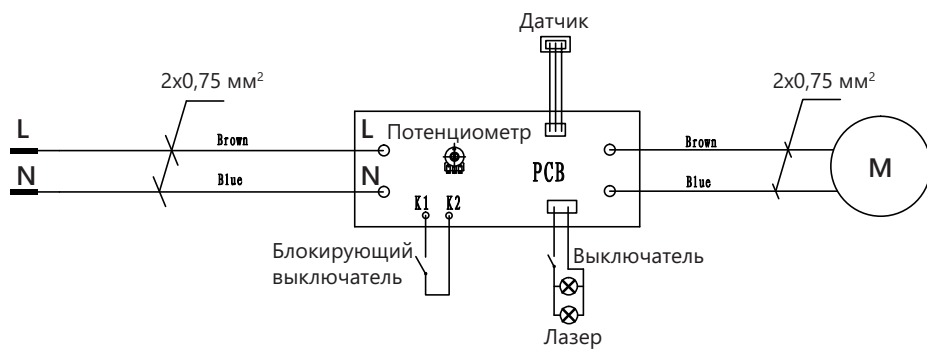 Датчик
2x0,75 мм²
2x0,75 мм²
L
Brown
L
Потенциометр
Brown
N
Blue
N
PCB
Blue
M
K1 K2
Блокирующий
выключатель
Выключатель
Лазер